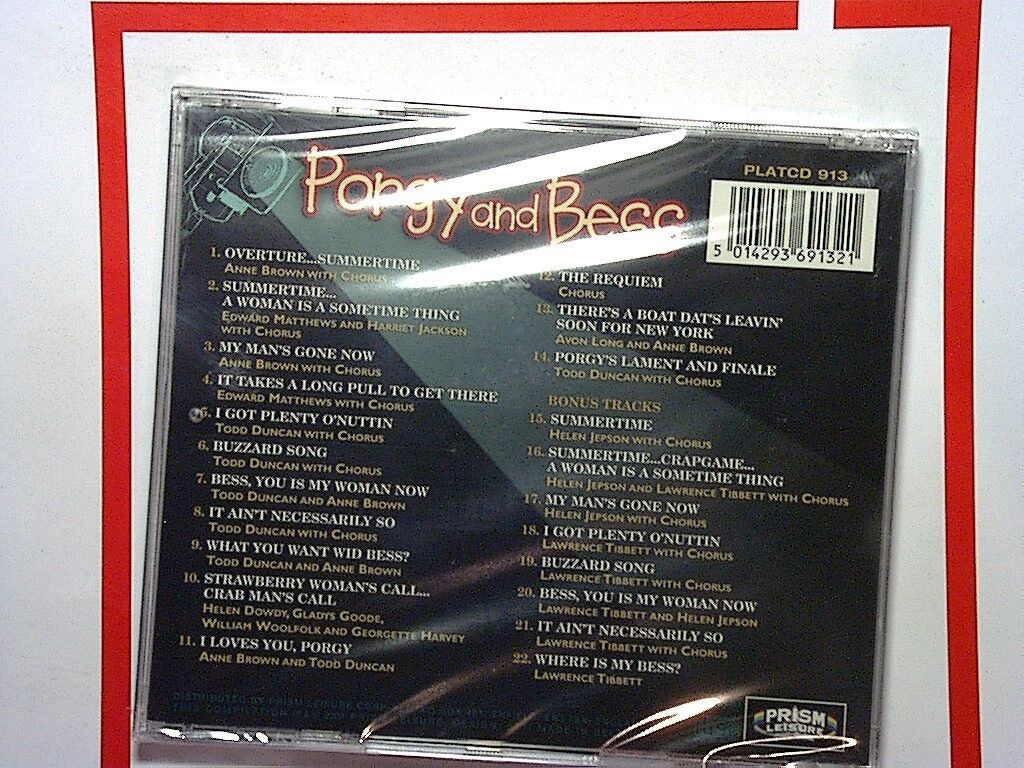 Porgy and Bess
PLATCD 913
5 014293 691321
1. OVERTURE...SUMMERTIME
ANNE BROWN WITH CHORUS
2. SUMMERTIME...
A WOMAN IS A SOMETIME THING
EDWARD MATTHEWS AND HARRIET JACKSON
WITH CHORUS
3. MY MAN'S GONE NOW
ANNE BROWN WITH CHORUS
4. IT TAKES A LONG PULL TO GET THERE
EDWARD MATTHEWS WITH CHORUS
5. I GOT PLENTY O'NUTTIN
TODD DUNCAN WITH CHORUS
6. BUZZARD SONG
TODD DUNCAN WITH CHORUS
7. BESS, YOU IS MY WOMAN NOW
TODD DUNCAN AND ANNE BROWN
8. IT AIN'T NECESSARILY SO
TODD DUNCAN WITH CHORUS
9. WHAT YOU WANT WID BESS?
TODD DUNCAN AND ANNE BROWN
10. STRAWBERRY WOMAN'S CALL...
CRAB MAN'S CALL
HELEN DOWDY, GLADYS GOODE,
WILLIAM WOOLFOLK AND GEORGETTE HARVEY
11. I LOVES YOU, PORGY
ANNE BROWN AND TODD DUNCAN
12. THE REQUIEM
CHORUS
13. THERE'S A BOAT DAT'S LEAVIN'
SOON FOR NEW YORK
AVON LONG AND ANNE BROWN
14. PORGY'S LAMENT AND FINALE
TODD DUNCAN WITH CHORUS
BONUS TRACKS
15. SUMMERTIME
HELEN JEPSON WITH CHORUS
16. SUMMERTIME...CRAPGAME...
A WOMAN IS A SOMETIME THING
HELEN JEPSON AND LAWRENCE TIBBETT WITH CHORUS
17. MY MAN'S GONE NOW
HELEN JEPSON WITH CHORUS
18. I GOT PLENTY O'NUTTIN
LAWRENCE TIBBETT WITH CHORUS
19. BUZZARD SONG
LAWRENCE TIBBETT WITH CHORUS
20. BESS, YOU IS MY WOMAN NOW
LAWRENCE TIBBETT AND HELEN JEPSON
21. IT AIN'T NECESSARILY SO
LAWRENCE TIBBETT WITH CHORUS
22. WHERE IS MY BESS?
LAWRENCE TIBBETT
DISTRIBUTED BY PRISM LEISURE
THIS COMPILATION
PRISM
LEISURE